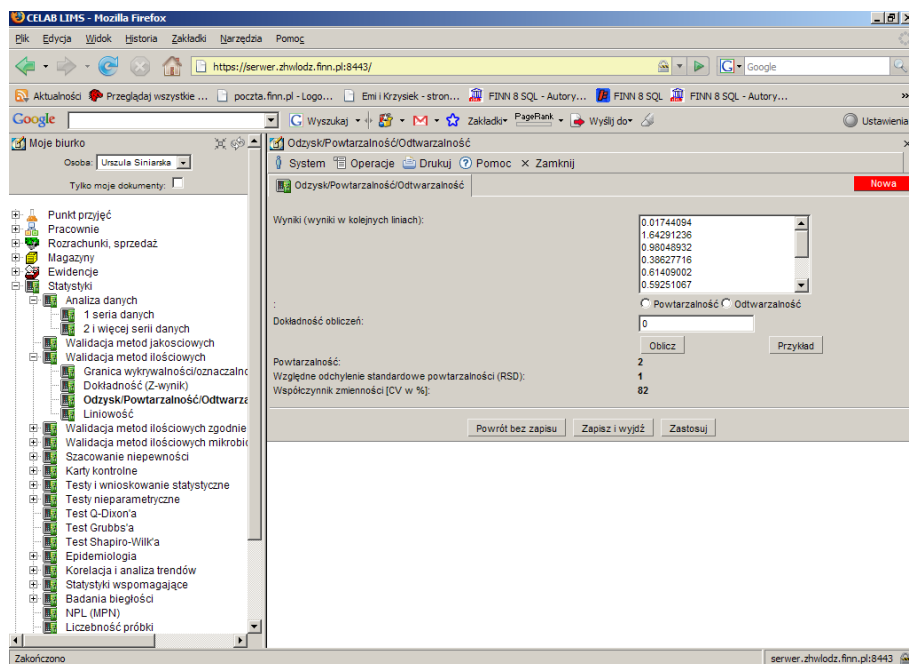 CELAB LIMS - Mozilla Firefox
Plik Edycja Widok Historia Zakładki Narzędzia Pomoc
https://serwer.zhwlodz.finn.pl:8443/ Google
Aktualności Przeglądaj wszystkie ... poczta.finn.pl - Logo... Emi i Krzysiek - stron... FINN 8 SQL - Autory... FINN 8 SQL FINN 8 SQL - Autory... »
Google Wyszukaj Zakładki PageRank Wyślij do Ustawienia
Moje biurko
Osoba: Urszula Siniarska
Tylko moje dokumenty:
Punkt przyjęć
Pracownie
Rozrachunki, sprzedaż
Magazyny
Ewidencje
Statystyki
Analiza danych
1 seria danych
2 i więcej serii danych
Walidacja metod jakosciowych
Walidacja metod ilościowych
Granica wykrywalności/oznaczalno
Dokładność (Z-wynik)
Odzysk/Powtarzalność/Odtwarza
Liniowość
Walidacja metod ilościowych zgodnie
Walidacja metod ilościowych mikrobio
Szacowanie niepewności
Karty kontrolne
Testy i wnioskowanie statystyczne
Testy nieparametryczne
Test Q-Dixon'a
Test Grubbs'a
Test Shapiro-Wilk'a
Epidemiologia
Korelacja i analiza trendów
Statystyki wspomagające
Badania biegłości
NPL (MPN)
Liczebność próbki
Odzysk/Powtarzalność/Odtwarzalność
System Operacje Drukuj Pomoc Zamknij
Odzysk/Powtarzalność/Odtwarzalność Nowa
Wyniki (wyniki w kolejnych liniach):
0.01744094
1.64291236
0.98048932
0.38627716
0.61409002
0.59251067
: Powtarzalność Odtwarzalność
Dokładność obliczeń: 0
Oblicz Przykład
Powtarzalność: 2
Względne odchylenie standardowe powtarzalności (RSD): 1
Współczynnik zmienności [CV w %]: 82
Powrót bez zapisu Zapisz i wyjdź Zastosuj
Zakończono serwer.zhwlodz.finn.pl:8443